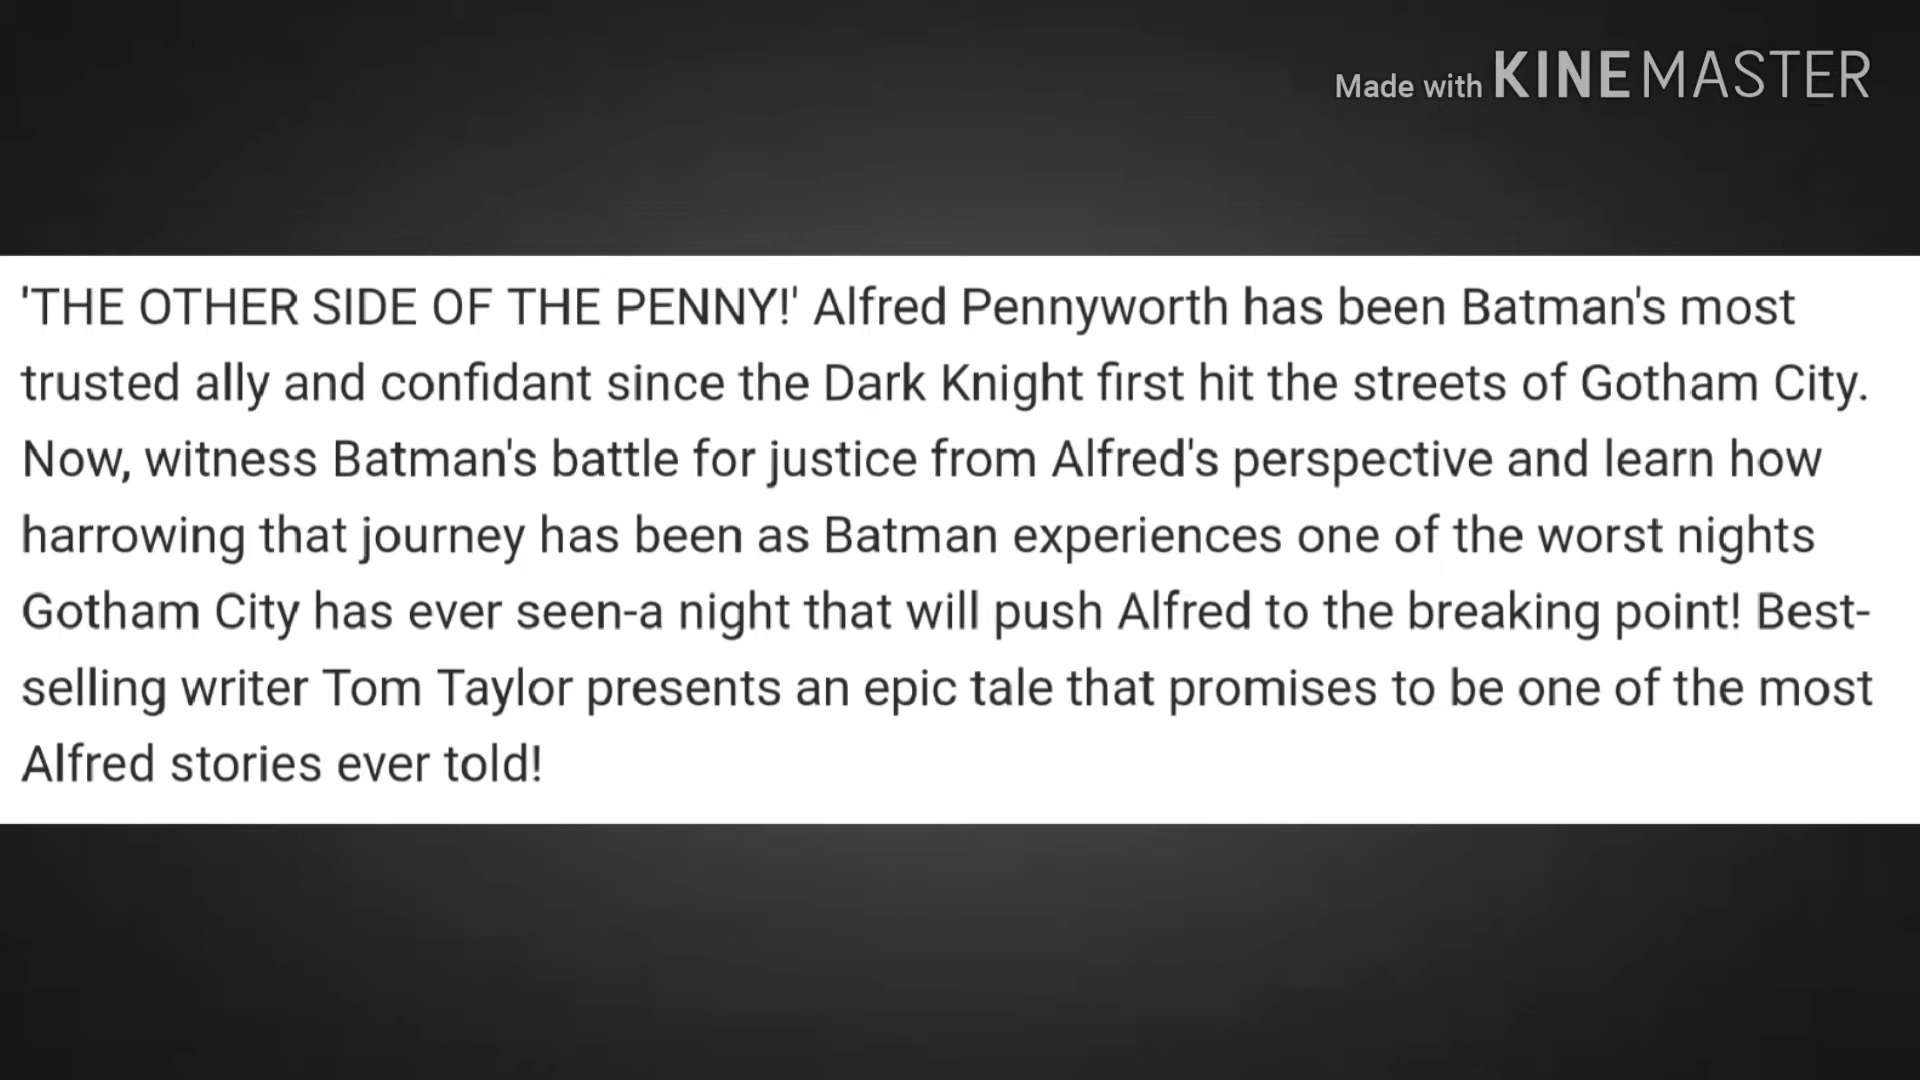 Made with KINEMASTER
'THE OTHER SIDE OF THE PENNY!' Alfred Pennyworth has been Batman's most
trusted ally and confidant since the Dark Knight first hit the streets of Gotham City.
Now, witness Batman's battle for justice from Alfred's perspective and learn how
harrowing that journey has been as Batman experiences one of the worst nights
Gotham City has ever seen-a night that will push Alfred to the breaking point! Best-
selling writer Tom Taylor presents an epic tale that promises to be one of the most
Alfred stories ever told!